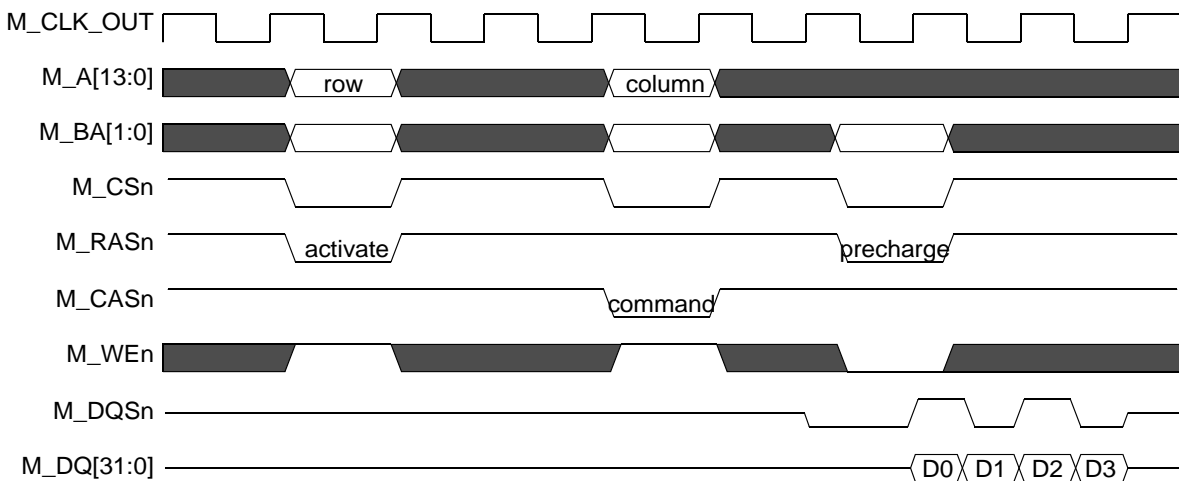 M_CLK_OUT
M_A[13:0]
row
column
M_BA[1:0]
M_CSn
M_RASn
activate
precharge
M_CASn
command
M_WEn
M_DQSn
M_DQ[31:0]
D0
D1
D2
D3